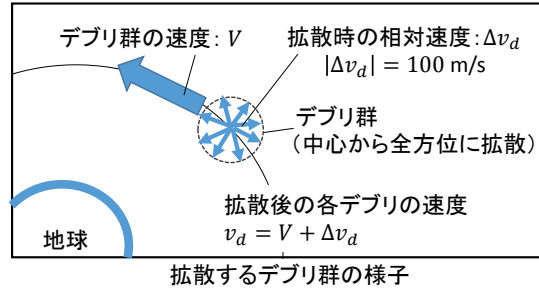 デブリ群の速度: V
拡散時の相対速度: Δv_d
|Δv_d| = 100 m/s
デブリ群
(中心から全方位に拡散)
拡散後の各デブリの速度
v_d = V + Δv_d
地球
拡散するデブリ群の様子